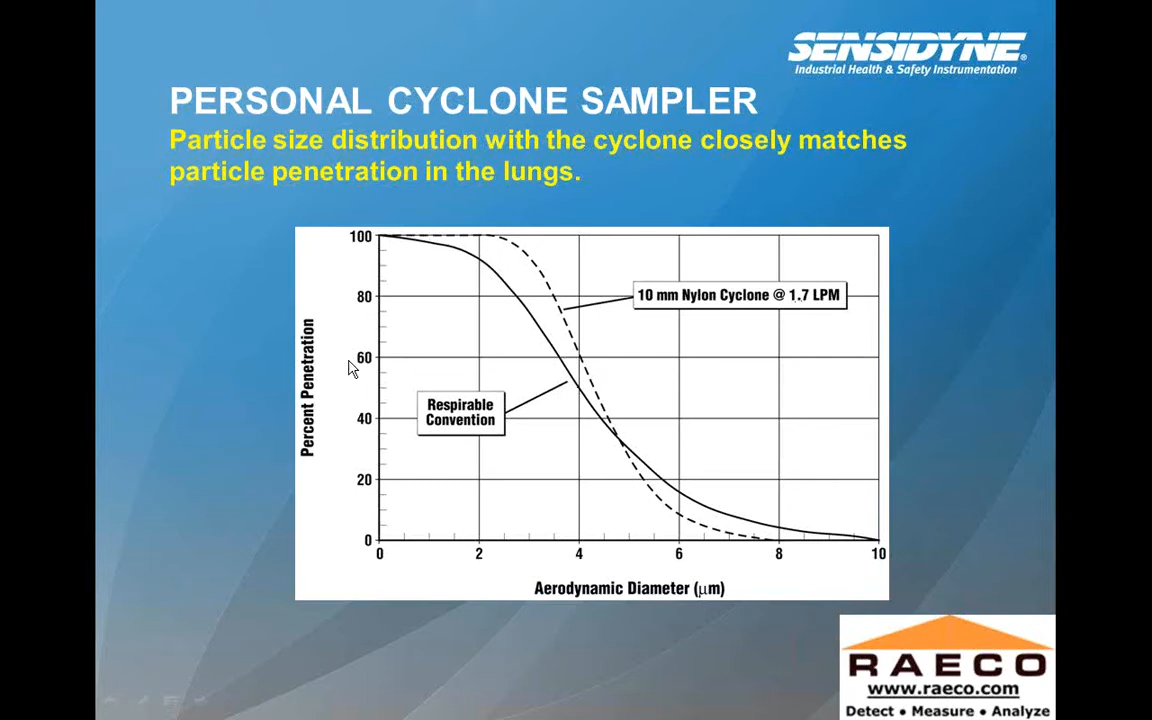 SENSIDYNE®
Industrial Health & Safety Instrumentation
PERSONAL CYCLONE SAMPLER
Particle size distribution with the cyclone closely matches
particle penetration in the lungs.
100
80
60
40
20
0
Percent Penetration
10 mm Nylon Cyclone @ 1.7 LPM
Respirable
Convention
0 2 4 6 8 10
Aerodynamic Diameter (μm)
RAECO
www.raeco.com
Detect • Measure • Analyze